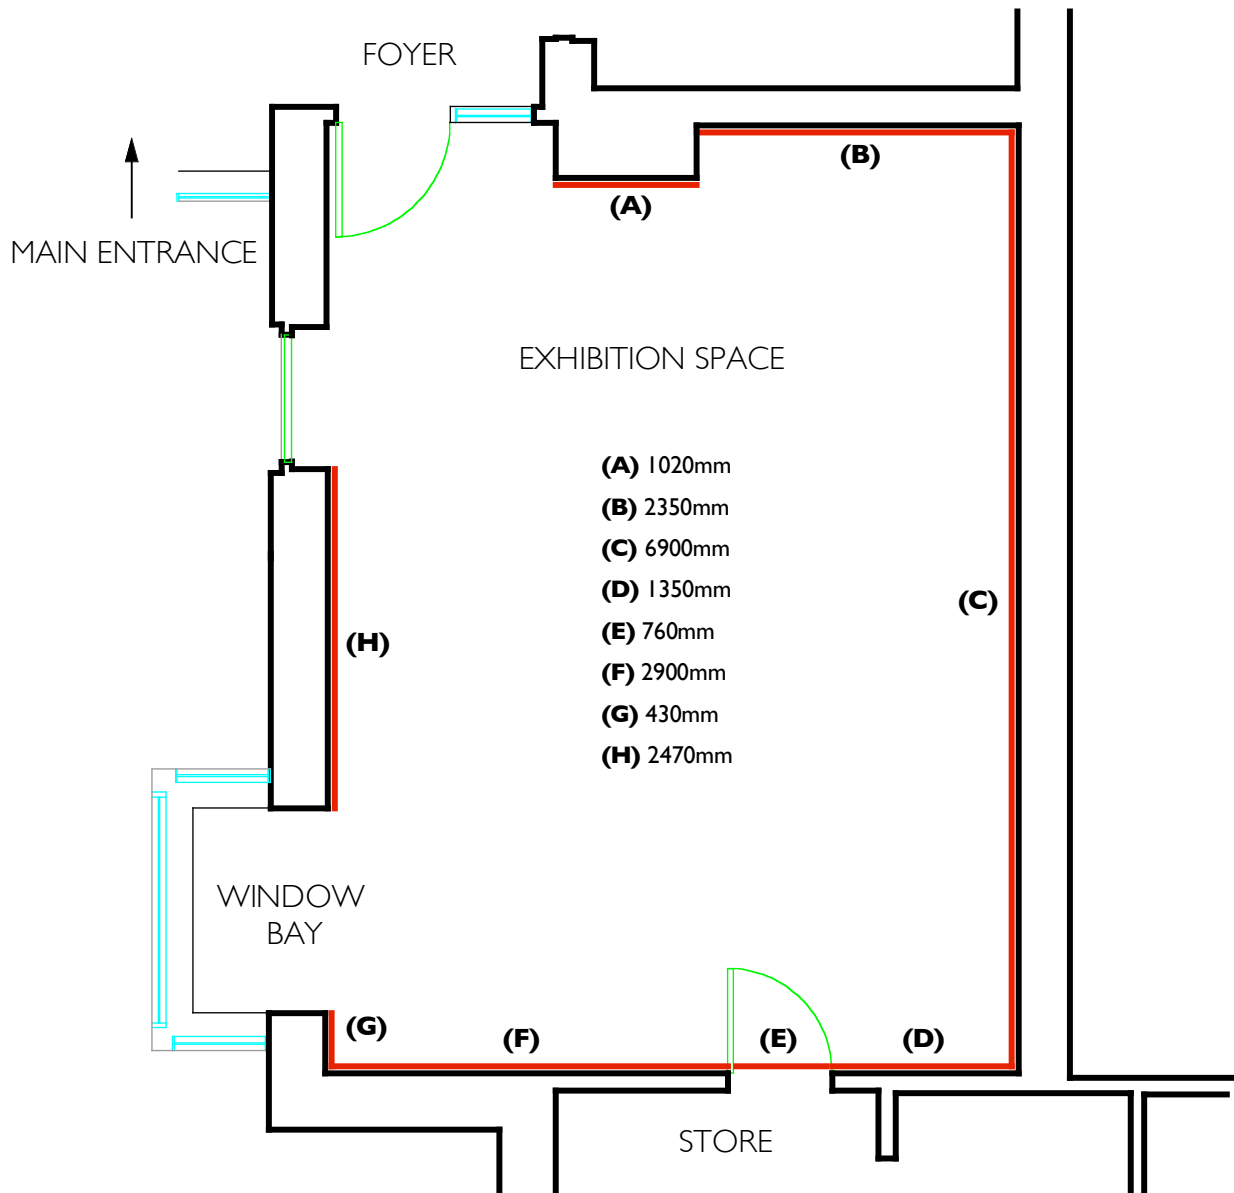 FOYER
(B)
(A)
MAIN ENTRANCE
EXHIBITION SPACE
(A) 1020mm
(B) 2350mm
(C) 6900mm
(D) 1350mm
(E) 760mm
(F) 2900mm
(G) 430mm
(H) 2470mm
(C)
(H)
WINDOW
BAY
(G)
(F)
(E)
(D)
STORE